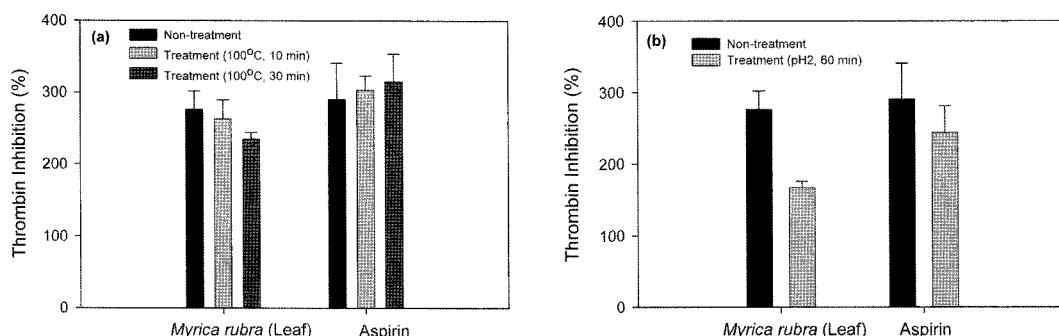 (a)
Non-treatment
Treatment (100°C, 10 min)
Treatment (100°C, 30 min)
Thrombin Inhibition (%)
400
300
200
100
0
Myrica rubra (Leaf)
Aspirin
(b)
Non-treatment
Treatment (pH2, 60 min)
Thrombin Inhibition (%)
400
300
200
100
0
Myrica rubra (Leaf)
Aspirin